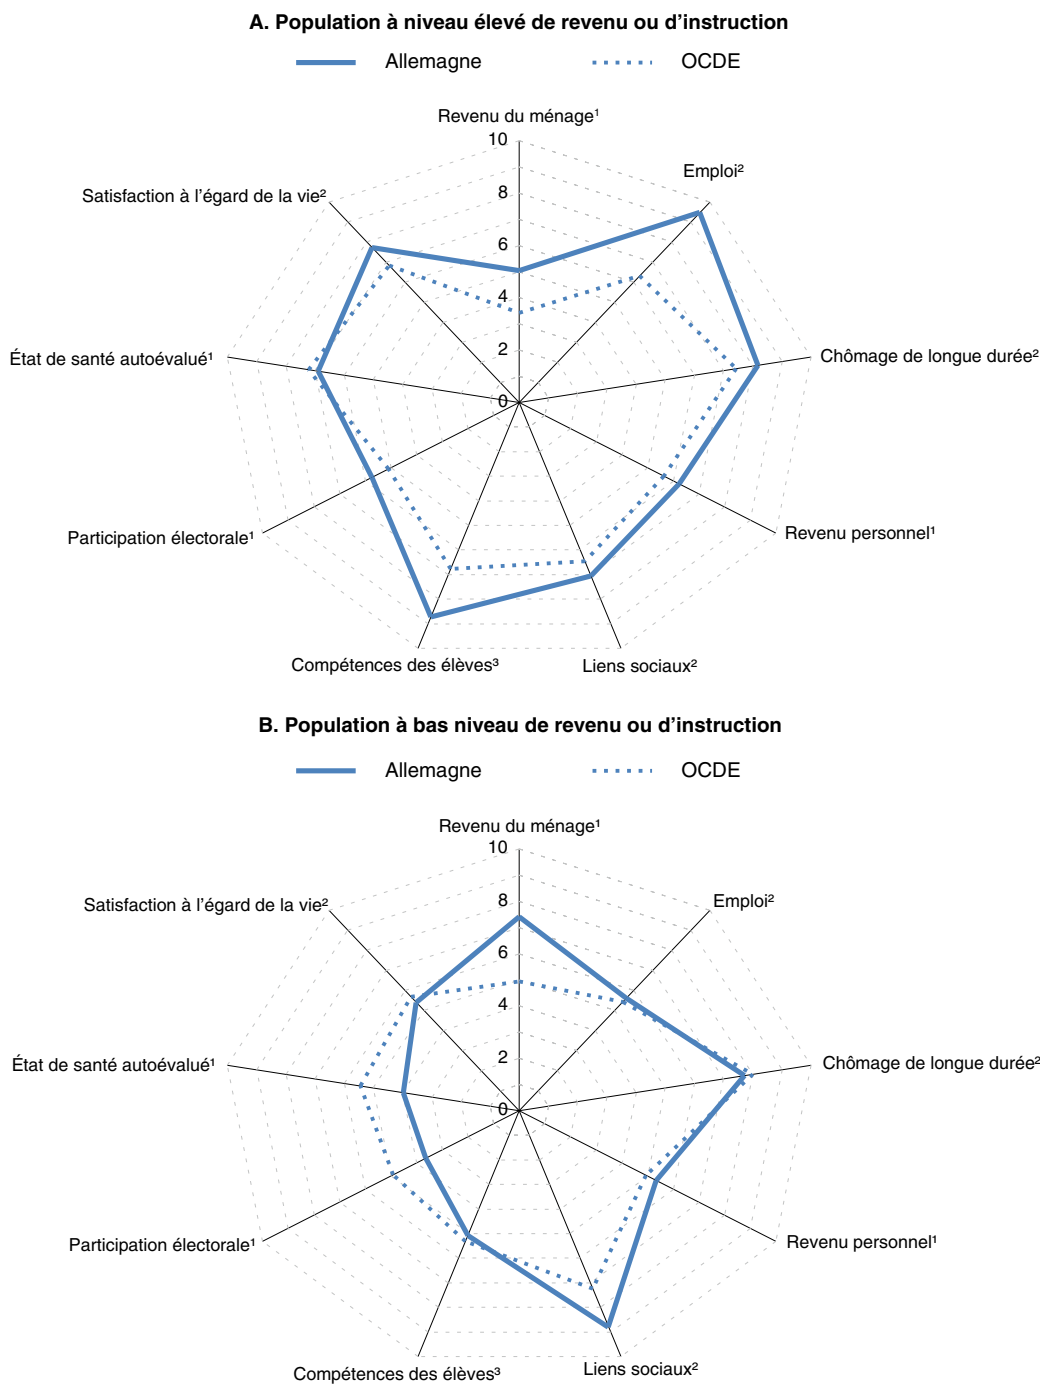 A. Population à niveau élevé de revenu ou d’instruction
Allemagne
OCDE
Revenu du ménage¹
10
Emploi²
8
Satisfaction à l’égard de la vie²
6
4
État de santé autoévalué¹
Chômage de longue durée²
2
0
Participation électorale¹
Revenu personnel¹
Compétences des élèves³
Liens sociaux²
B. Population à bas niveau de revenu ou d’instruction
Allemagne
OCDE
Revenu du ménage¹
10
Satisfaction à l’égard de la vie²
Emploi²
8
6
4
État de santé autoévalué¹
Chômage de longue durée²
2
0
Participation électorale¹
Revenu personnel¹
Compétences des élèves³
Liens sociaux²